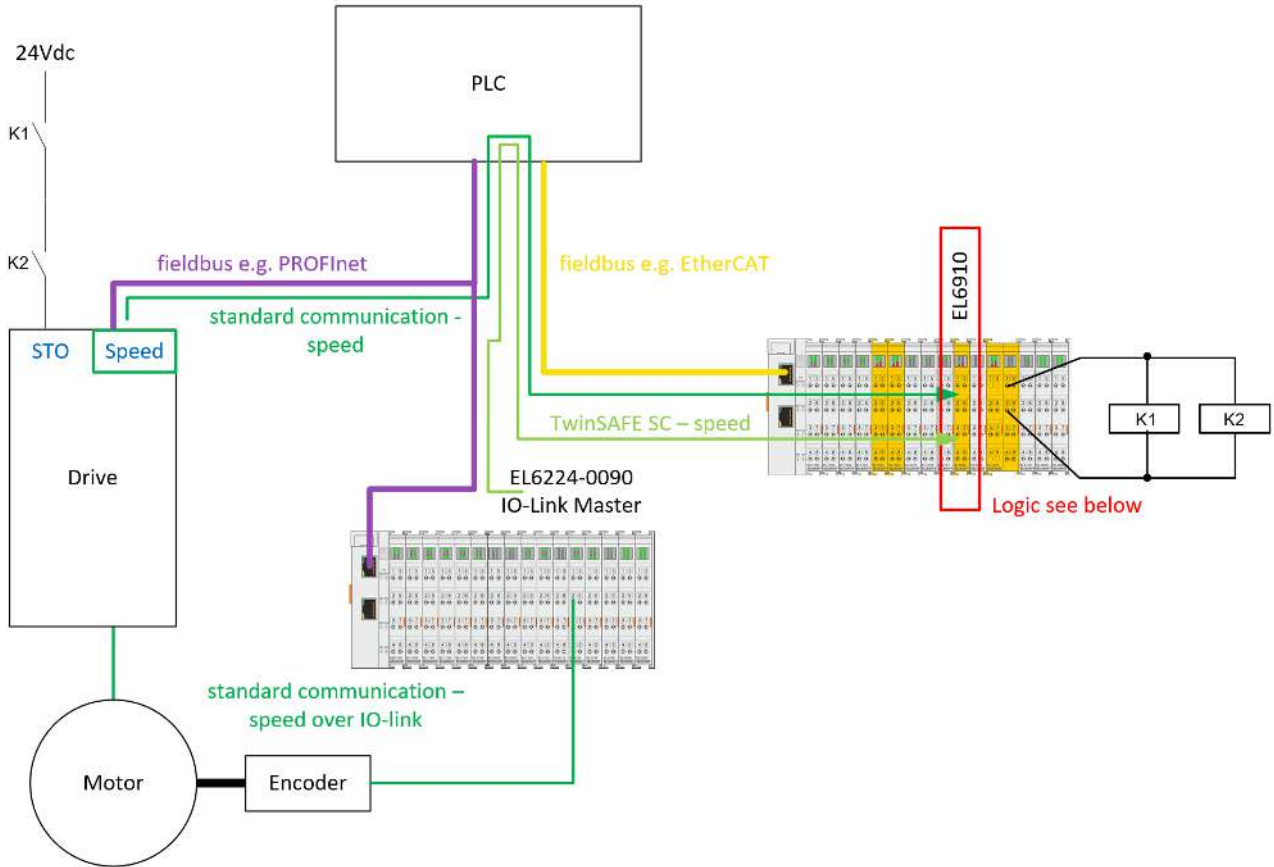 PLC
24Vdc
K1
K2
fieldbus e.g. PROFInet
fieldbus e.g. EtherCAT
EL6910
standard communication -
speed
STO
Speed
Drive
TwinSAFE SC – speed
K1
K2
EL6224-0090
IO-Link Master
Logic see below
standard communication –
speed over IO-link
Motor
Encoder